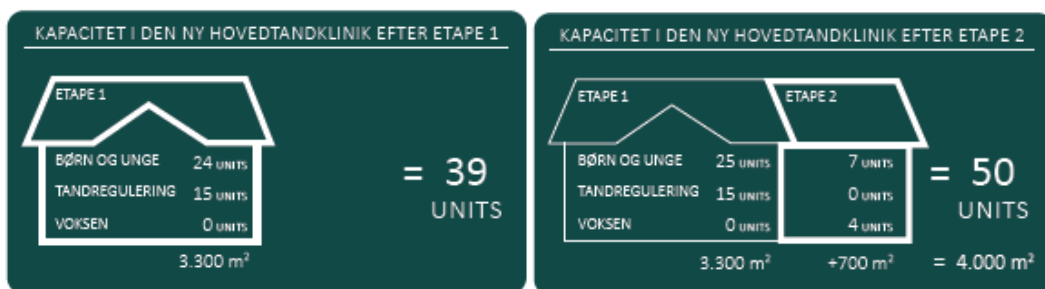 KAPACITET I DEN NY HOVEDTANDKLINIK EFTER ETAPE 1
ETAPE 1
BØRN OG UNGE 24 UNITS
TANDREGULERING 15 UNITS
VOKSEN 0 UNITS
= 39
UNITS
3.300 m²
KAPACITET I DEN NY HOVEDTANDKLINIK EFTER ETAPE 2
ETAPE 1 ETAPE 2
BØRN OG UNGE 25 UNITS 7 UNITS
TANDREGULERING 15 UNITS 0 UNITS
VOKSEN 0 UNITS 4 UNITS
= 50
UNITS
3.300 m² +700 m² = 4.000 m²